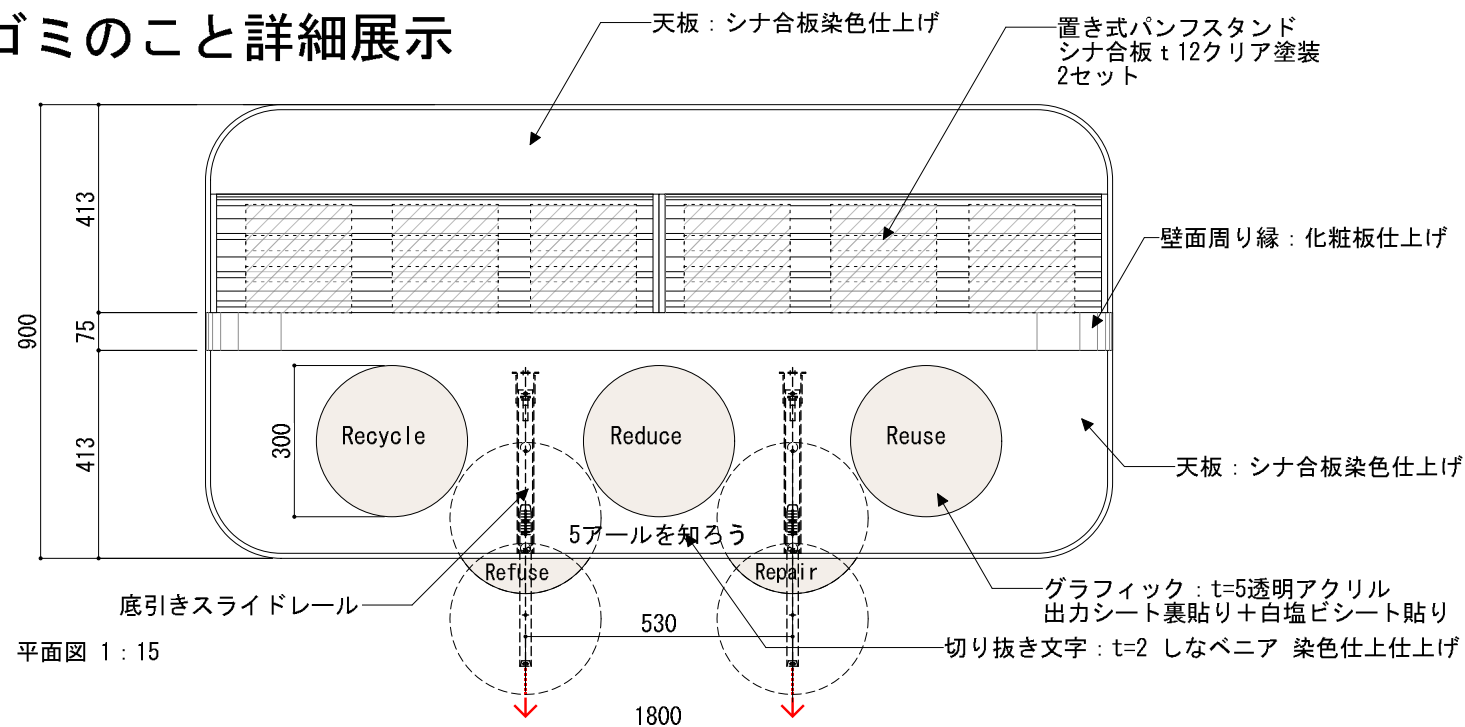 ゴミのこと詳細展示
天板：シナ合板染色仕上げ
置き式パンフスタンド
シナ合板ｔ12クリア塗装
2セット
413
壁面周り縁：化粧板仕上げ
900
75
413
300
Recycle
Reduce
Reuse
天板：シナ合板染色仕上げ
5アールを知ろう
Refuse
Repair
底引きスライドレール
グラフィック：t=5透明アクリル
出力シート裏貼り＋白塩ビシート貼り
530
切り抜き文字：t=2 しなベニア 染色仕上仕上げ
平面図 1：15
1800